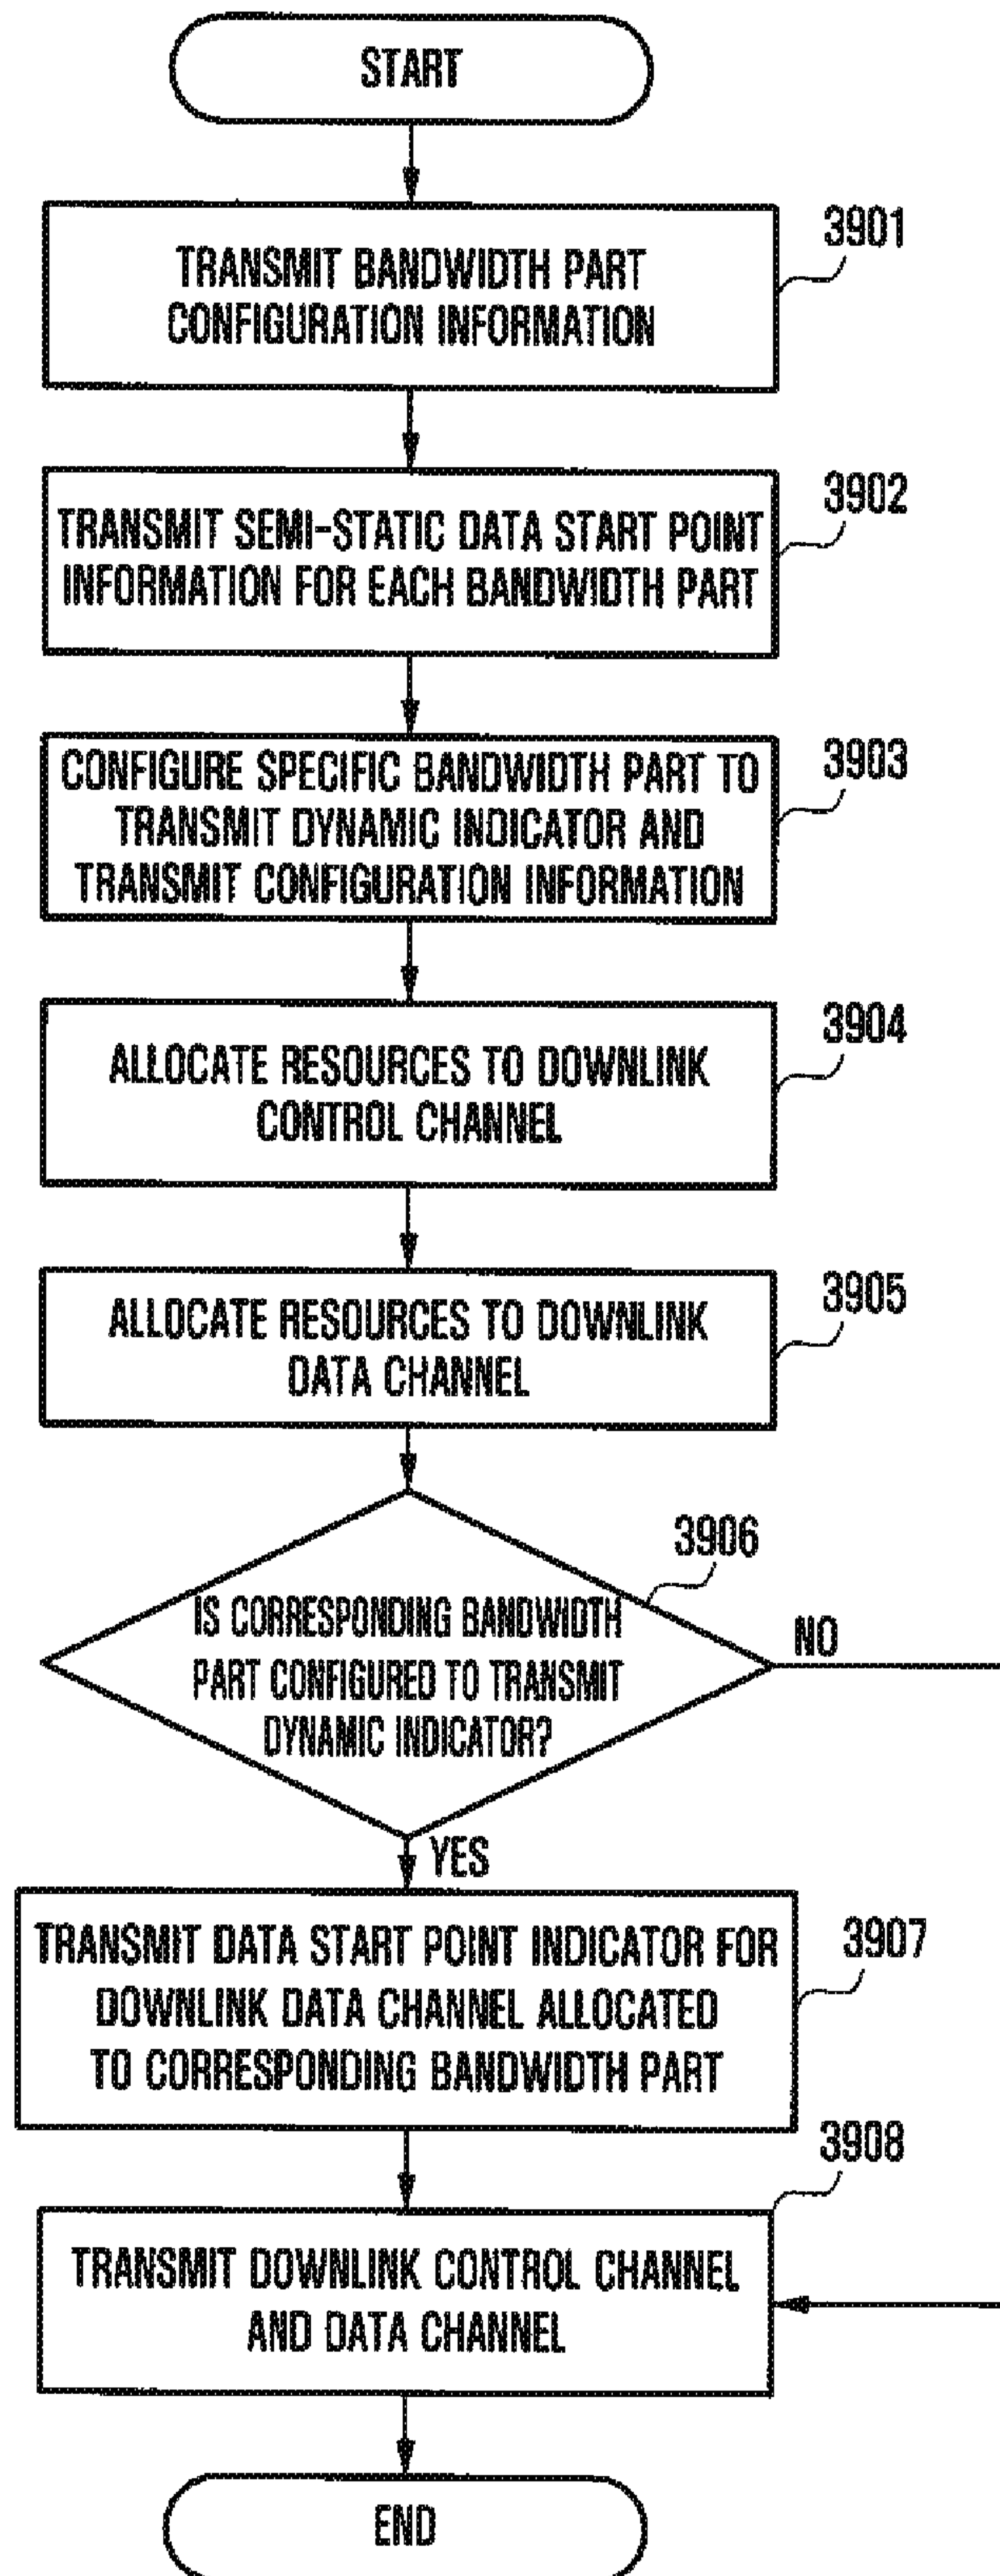 START
3901
TRANSMIT BANDWIDTH PART
CONFIGURATION INFORMATION
3902
TRANSMIT SEMI-STATIC DATA START POINT
INFORMATION FOR EACH BANDWIDTH PART
3903
CONFIGURE SPECIFIC BANDWIDTH PART TO
TRANSMIT DYNAMIC INDICATOR AND
TRANSMIT CONFIGURATION INFORMATION
3904
ALLOCATE RESOURCES TO DOWNLINK
CONTROL CHANNEL
3905
ALLOCATE RESOURCES TO DOWNLINK
DATA CHANNEL
3906
IS CORRESPONDING BANDWIDTH
PART CONFIGURED TO TRANSMIT
DYNAMIC INDICATOR?
NO
YES
3907
TRANSMIT DATA START POINT INDICATOR FOR
DOWNLINK DATA CHANNEL ALLOCATED
TO CORRESPONDING BANDWIDTH PART
3908
TRANSMIT DOWNLINK CONTROL CHANNEL
AND DATA CHANNEL
END